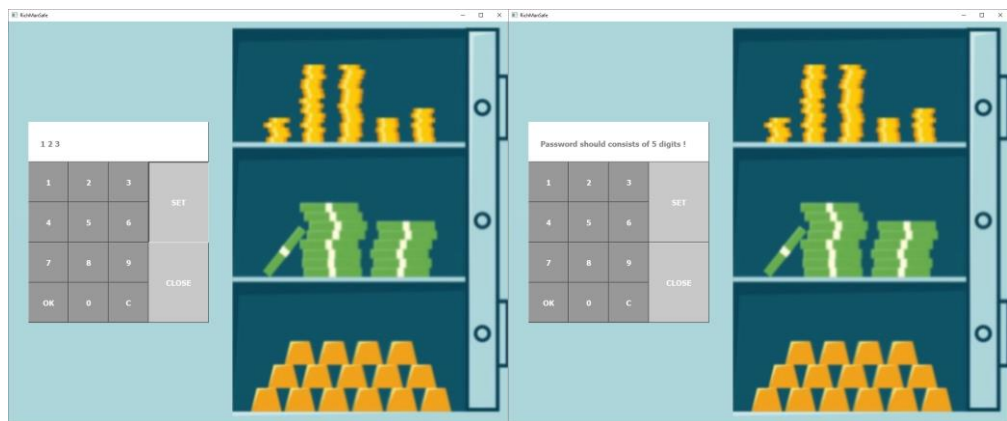 RichManSafe
1 2 3
1 2 3 SET
4 5 6
7 8 9 CLOSE
OK 0 C
RichManSafe
Password should consists of 5 digits !
1 2 3 SET
4 5 6
7 8 9 CLOSE
OK 0 C